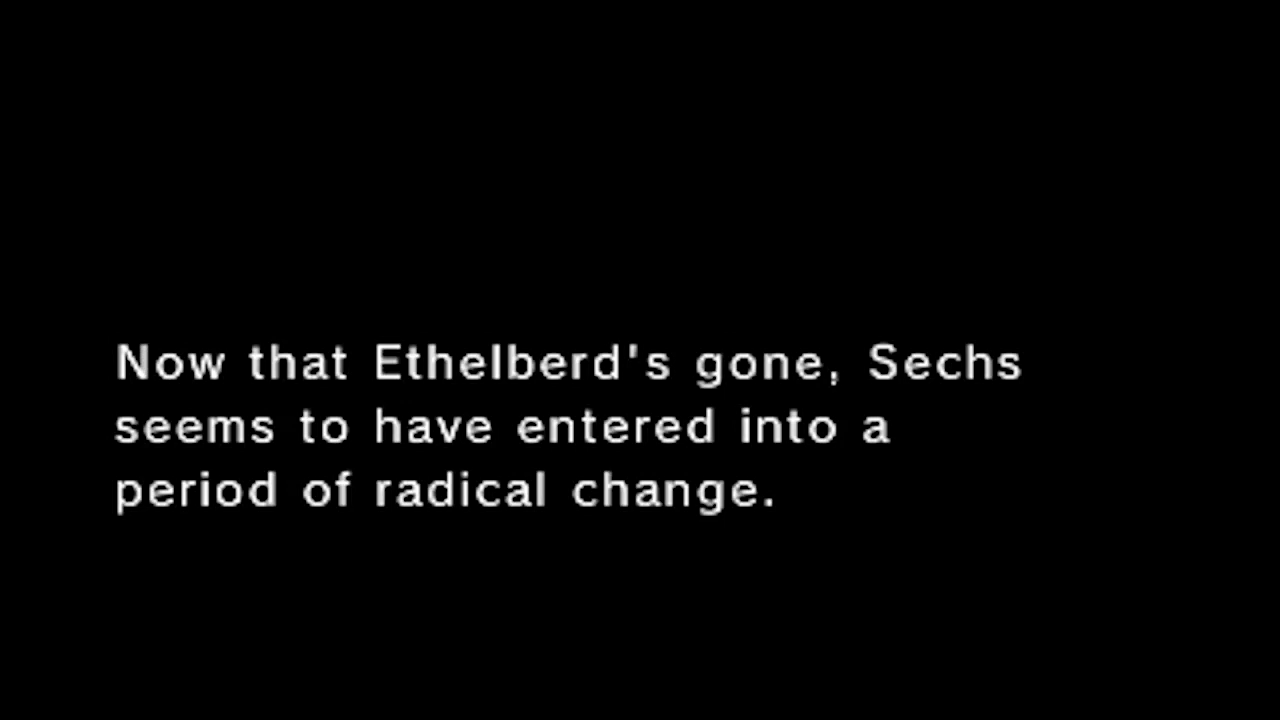 Now that Ethelberd's gone, Sechs
seems to have entered into a
period of radical change.